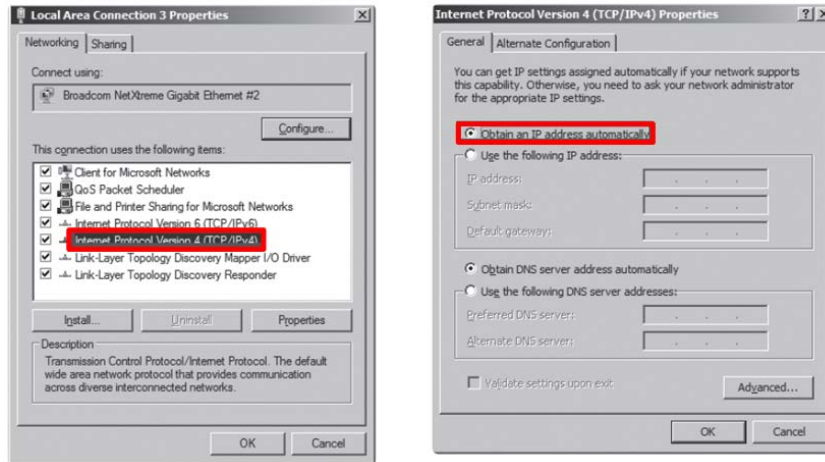 Local Area Connection 3 Properties
Networking
Sharing
Connect using:
Broadcom NetXtreme Gigabit Ethernet #2
Configure...
This connection uses the following items:
Client for Microsoft Networks
QoS Packet Scheduler
File and Printer Sharing for Microsoft Networks
Internet Protocol Version 6 (TCP/IPv6)
Internet Protocol Version 4 (TCP/IPv4)
Link-Layer Topology Discovery Mapper I/O Driver
Link-Layer Topology Discovery Responder
Install...
Uninstall
Properties
Description
Transmission Control Protocol/Internet Protocol. The default
wide area network protocol that provides communication
across diverse interconnected networks.
OK
Cancel
Internet Protocol Version 4 (TCP/IPv4) Properties
General
Alternate Configuration
You can get IP settings assigned automatically if your network supports
this capability. Otherwise, you need to ask your network administrator
for the appropriate IP settings.
Obtain an IP address automatically
Use the following IP address:
IP address:
Subnet mask:
Default gateway:
Obtain DNS server address automatically
Use the following DNS server addresses:
Preferred DNS server:
Alternate DNS server:
Validate settings upon exit
Advanced...
OK
Cancel